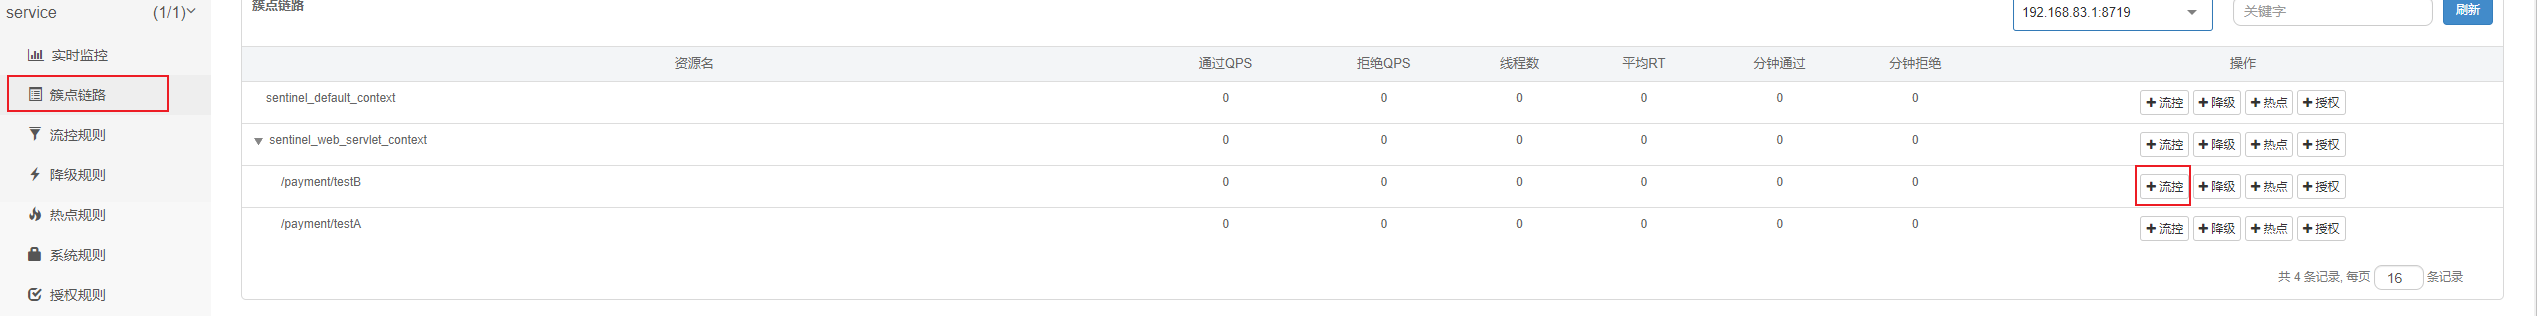 service (1/1)
实时监控
簇点链路
流控规则
降级规则
热点规则
系统规则
授权规则
簇点链路 192.168.83.1:8719 关键字 刷新
资源名 通过QPS 拒绝QPS 线程数 平均RT 分钟通过 分钟拒绝 操作
sentinel_default_context 0 0 0 0 0 0 流控 降级 热点 授权
sentinel_web_servlet_context 0 0 0 0 0 0 流控 降级 热点 授权
/payment/testB 0 0 0 0 0 0 流控 降级 热点 授权
/payment/testA 0 0 0 0 0 0 流控 降级 热点 授权
共 4 条记录, 每页 16 条记录